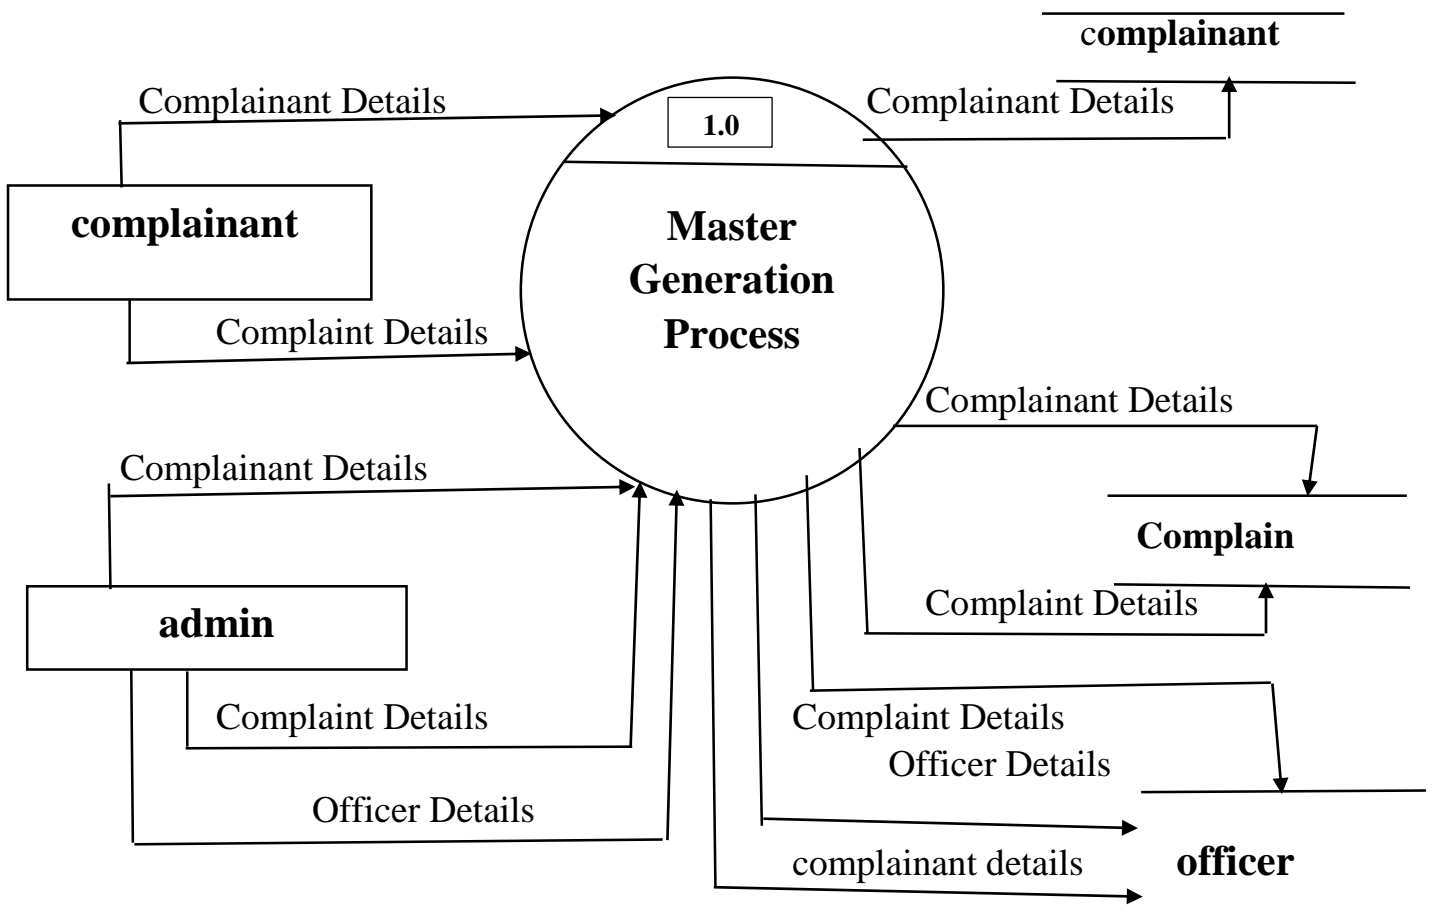 complainant
Complainant Details
1.0
Complainant Details
complainant
Master
Generation
Process
Complaint Details
Complainant Details
Complainant Details
Complain
Complaint Details
admin
Complaint Details
Complaint Details
Officer Details
Officer Details
complainant details
officer